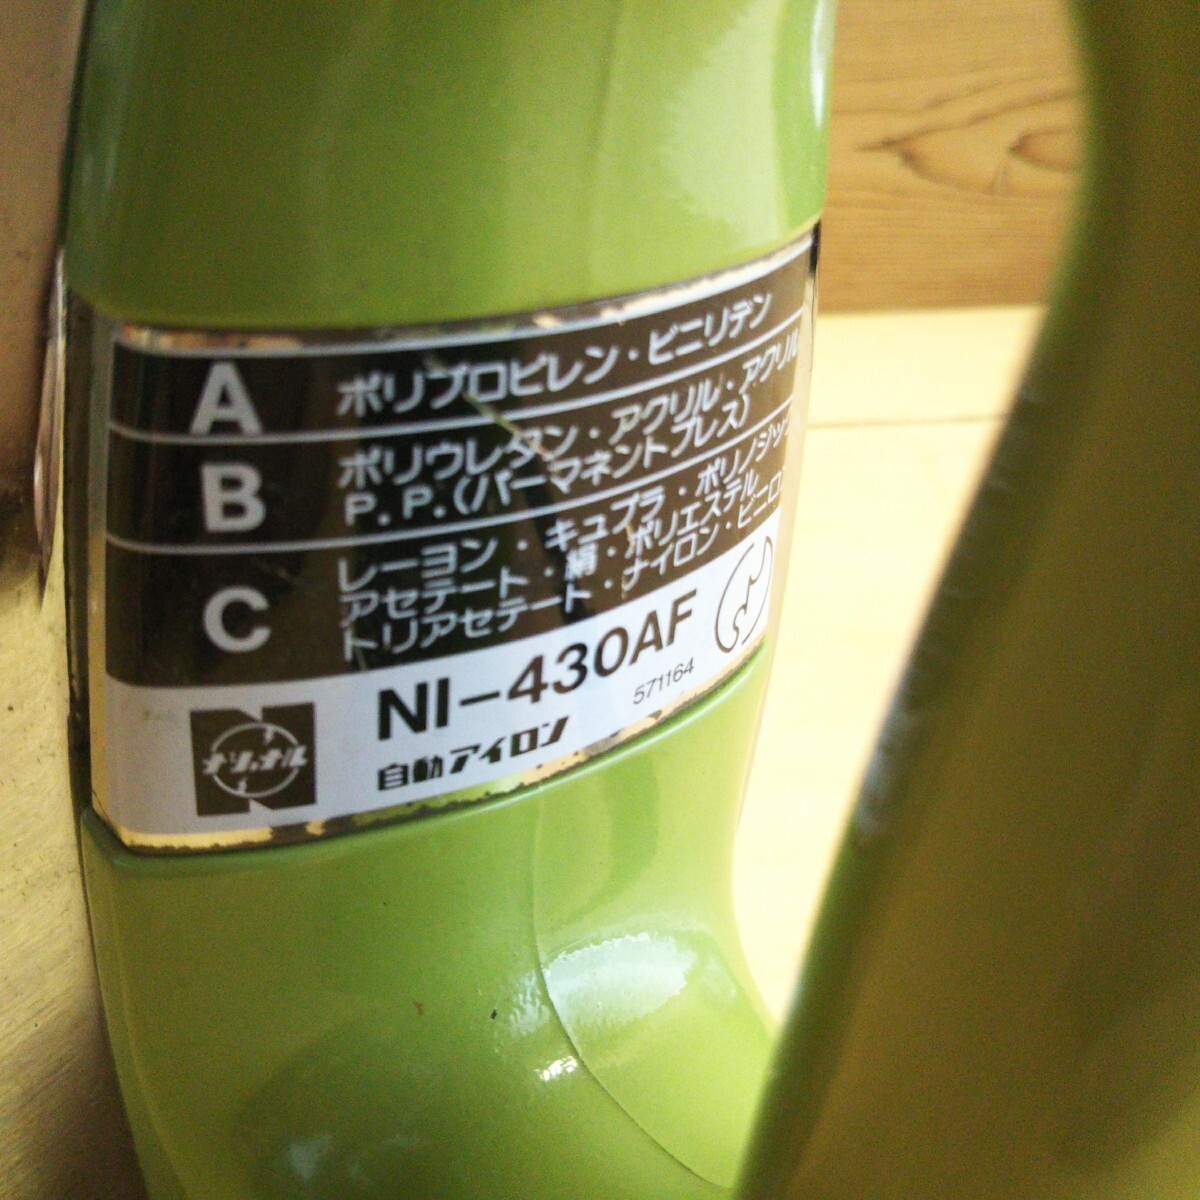 A ポリプロピレン・ビニリデン
B ポリウレタン・アクリル・アクリル
P.P.(パーマネントプレス)
C レーヨン・キュプラ・ポリノジック
アセテート・絹・ポリエステル
トリアセテート・ナイロン・ビニロン
NI-430AF
571164
ナショナル
自動アイロン